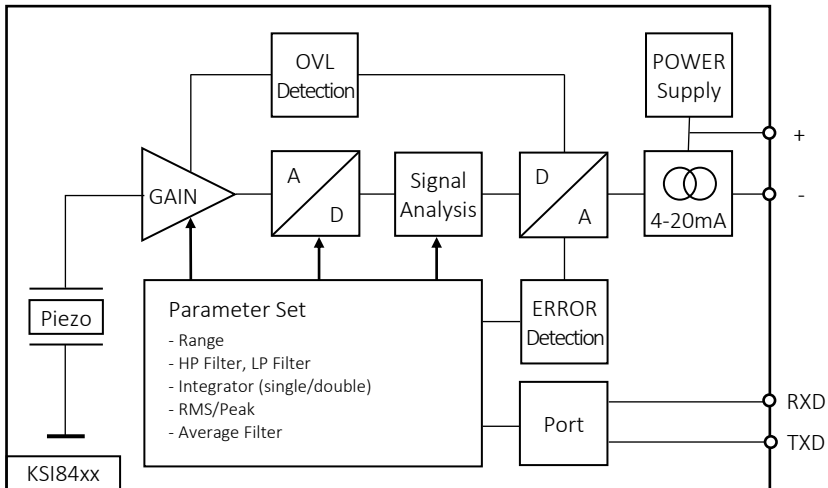 OVL
Detection
POWER
Supply
+
GAIN
A
D
Signal
Analysis
D
A
4-20mA
-
Piezo
Parameter Set
- Range
- HP Filter, LP Filter
- Integrator (single/double)
- RMS/Peak
- Average Filter
ERROR
Detection
Port
RXD
TXD
KSI84xx